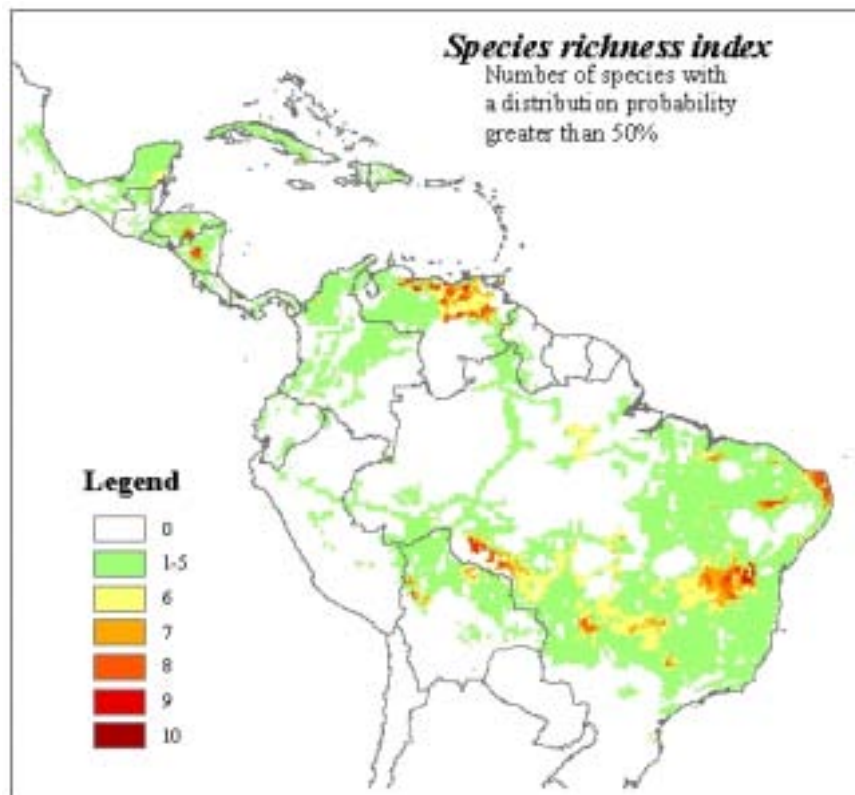 Species richness index
Number of species with
a distribution probability
greater than 50%
Legend
0
1-5
6
7
8
9
10